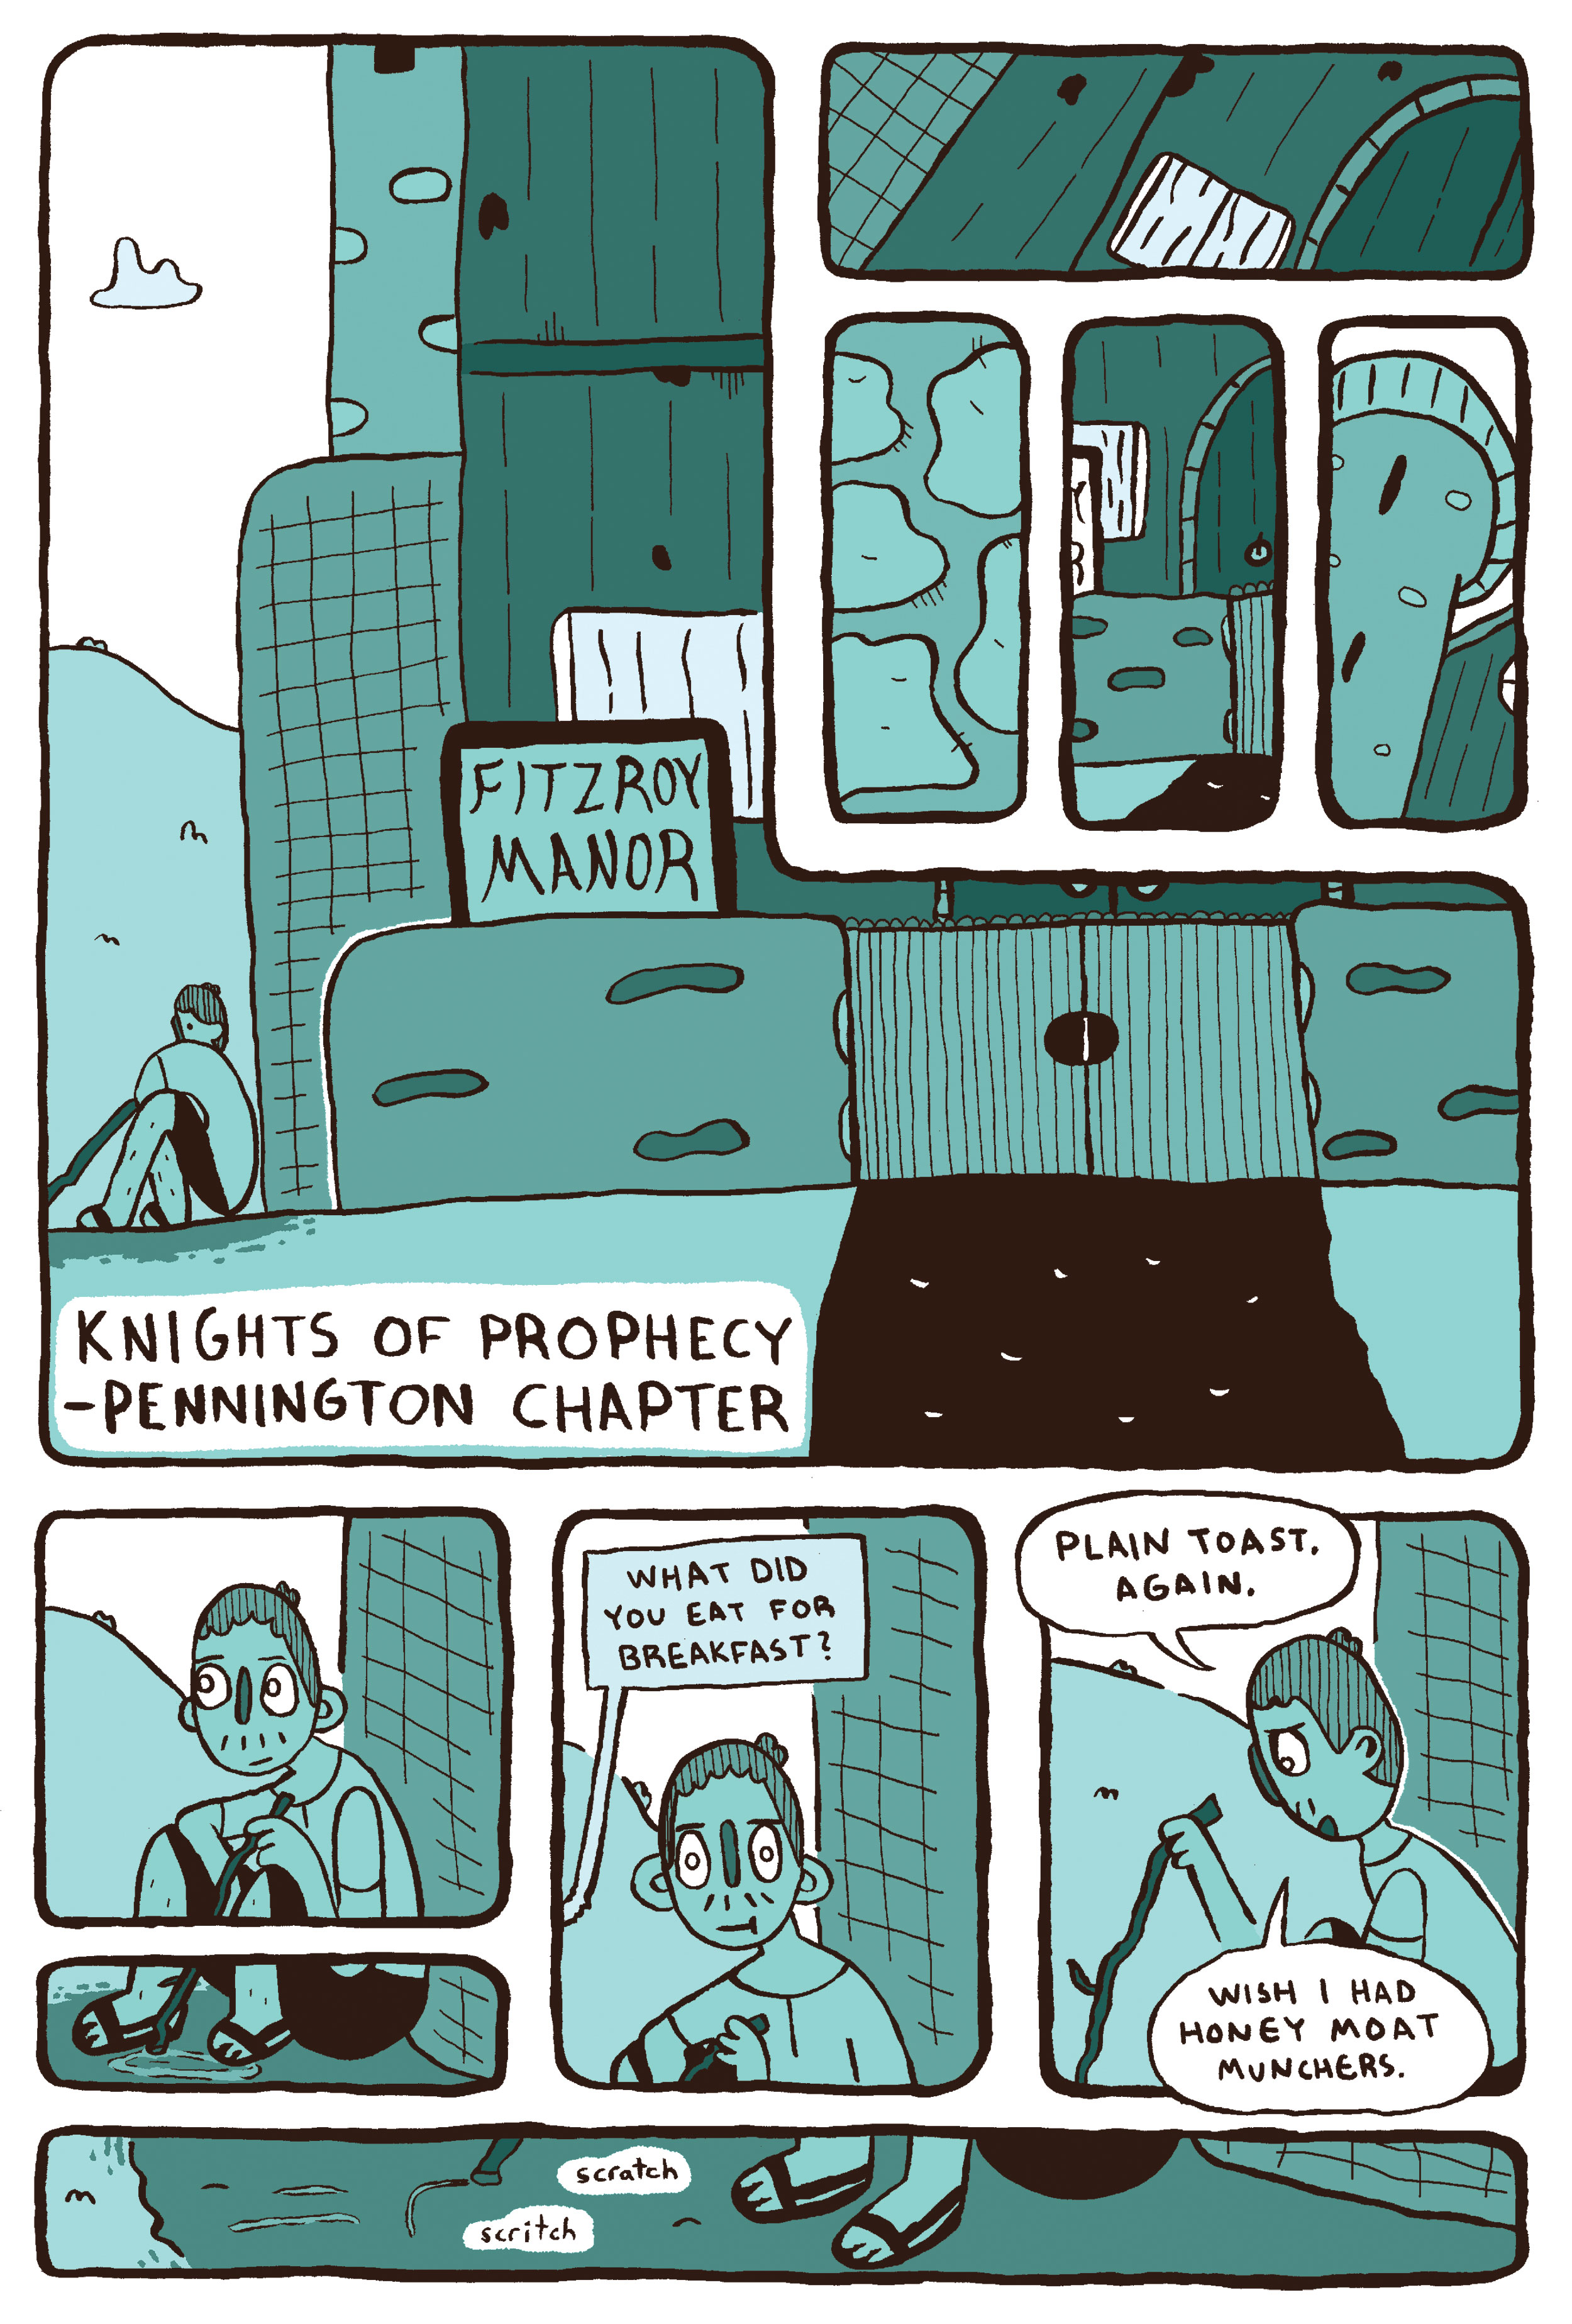 FITZROY
MANOR
KNIGHTS OF PROPHECY
-PENNINGTON CHAPTER
WHAT DID
YOU EAT FOR
BREAKFAST?
PLAIN TOAST.
AGAIN.
WISH I HAD
HONEY MOAT
MUNCHERS.
scratch
scritch